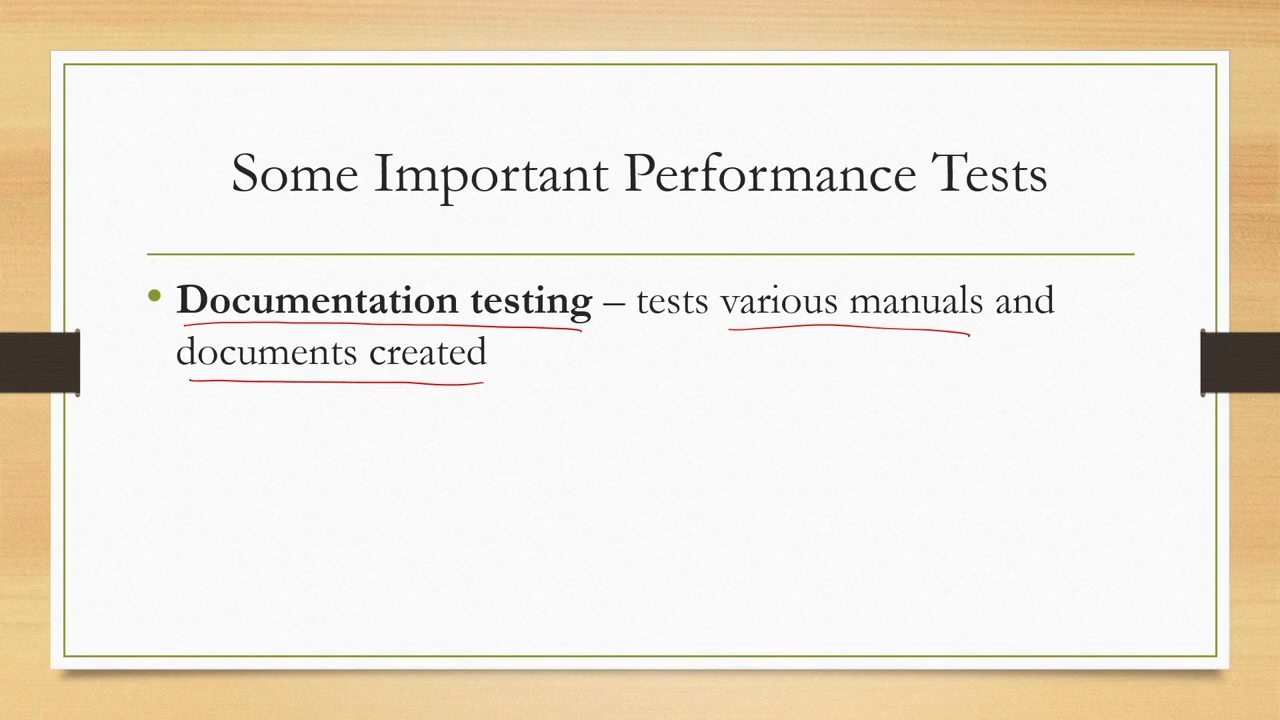 Some Important Performance Tests
• Documentation testing – tests various manuals and
documents created